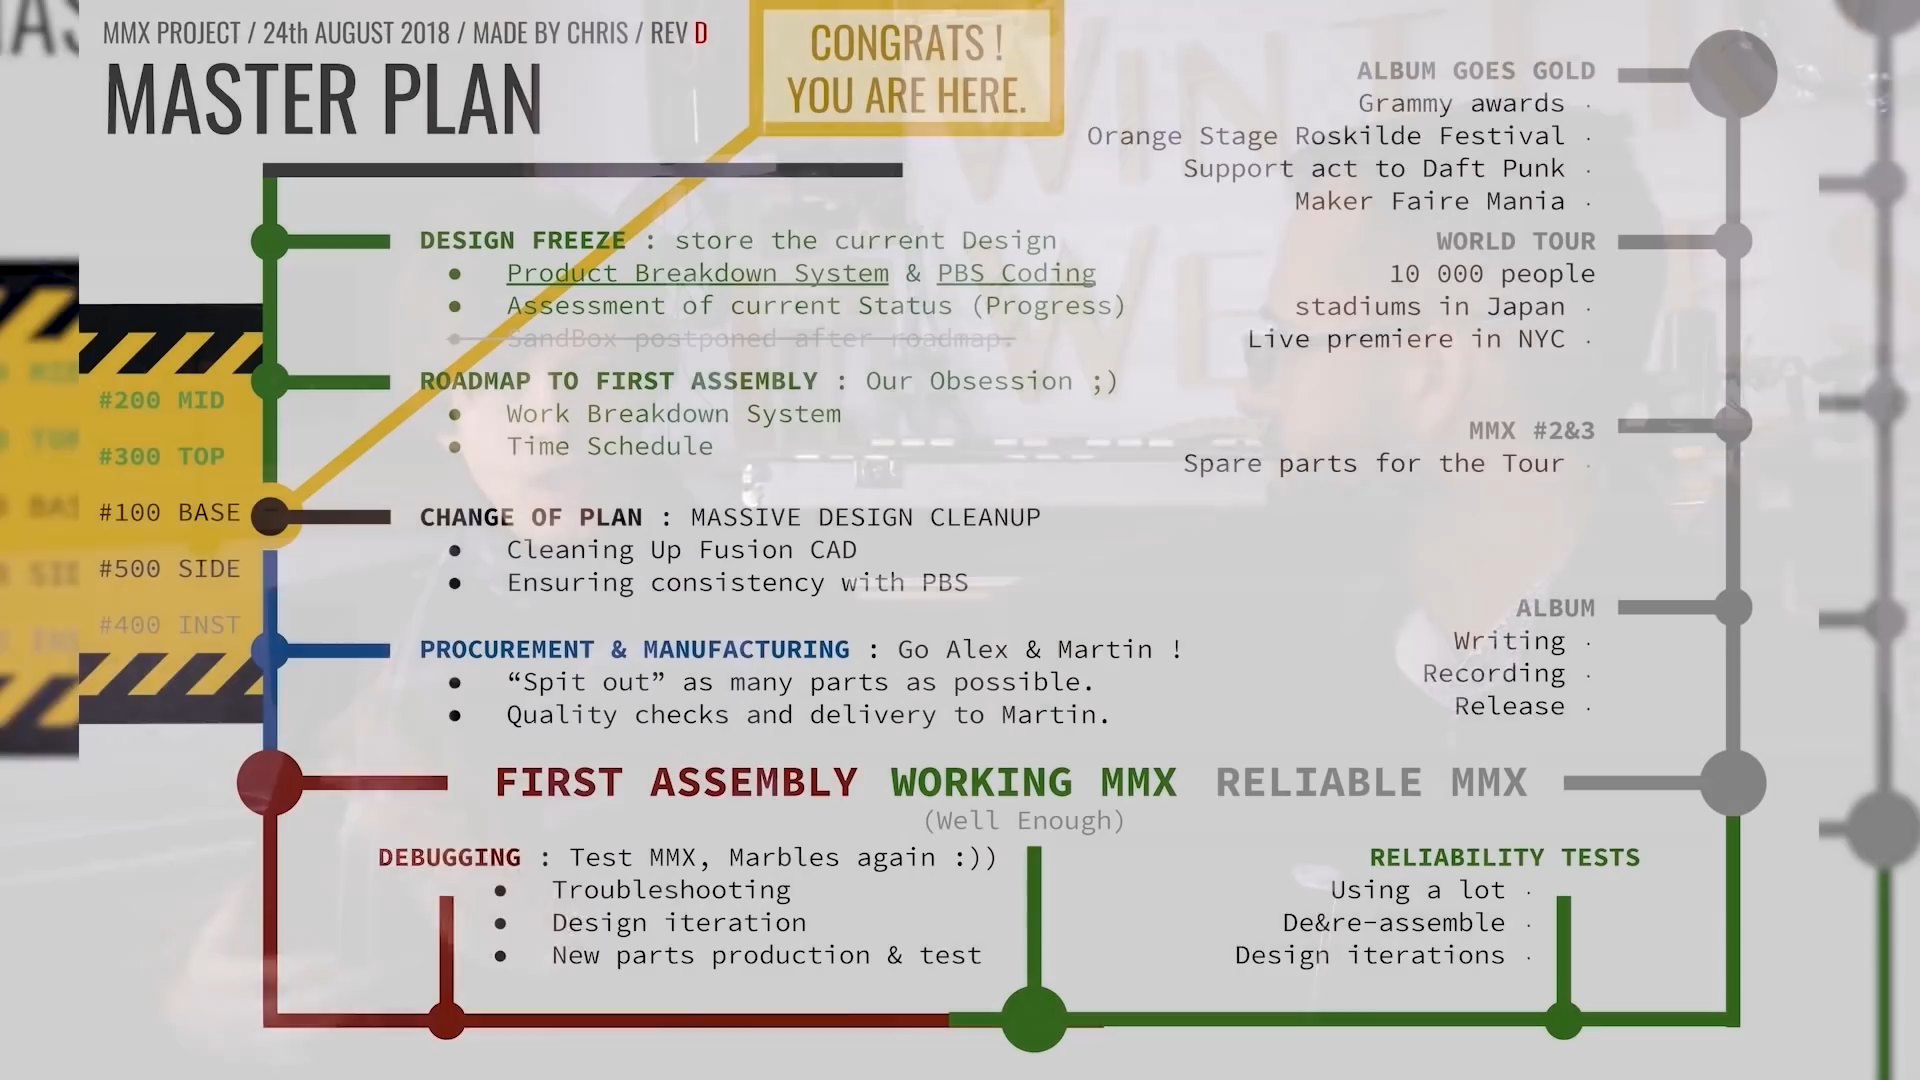 MMX PROJECT / 24th AUGUST 2018 / MADE BY CHRIS / REV D
MASTER PLAN
CONGRATS !
YOU ARE HERE.
DESIGN FREEZE : store the current Design
• Product Breakdown System & PBS Coding
• Assessment of current Status (Progress)
• SandBox postponed after roadmap.
ROADMAP TO FIRST ASSEMBLY : Our Obsession ;)
• Work Breakdown System
• Time Schedule
#200 MID
#300 TOP
#100 BASE
#500 SIDE
#400 INST
CHANGE OF PLAN : MASSIVE DESIGN CLEANUP
• Cleaning Up Fusion CAD
• Ensuring consistency with PBS
PROCUREMENT & MANUFACTURING : Go Alex & Martin !
• “Spit out” as many parts as possible.
• Quality checks and delivery to Martin.
FIRST ASSEMBLY WORKING MMX RELIABLE MMX
(Well Enough)
DEBUGGING : Test MMX, Marbles again :))
• Troubleshooting
• Design iteration
• New parts production & test
RELIABILITY TESTS
Using a lot ·
De&re-assemble ·
Design iterations ·
ALBUM GOES GOLD
Grammy awards ·
Orange Stage Roskilde Festival ·
Support act to Daft Punk ·
Maker Faire Mania ·
WORLD TOUR
10 000 people
stadiums in Japan ·
Live premiere in NYC ·
MMX #2&3
Spare parts for the Tour ·
ALBUM
Writing ·
Recording ·
Release ·